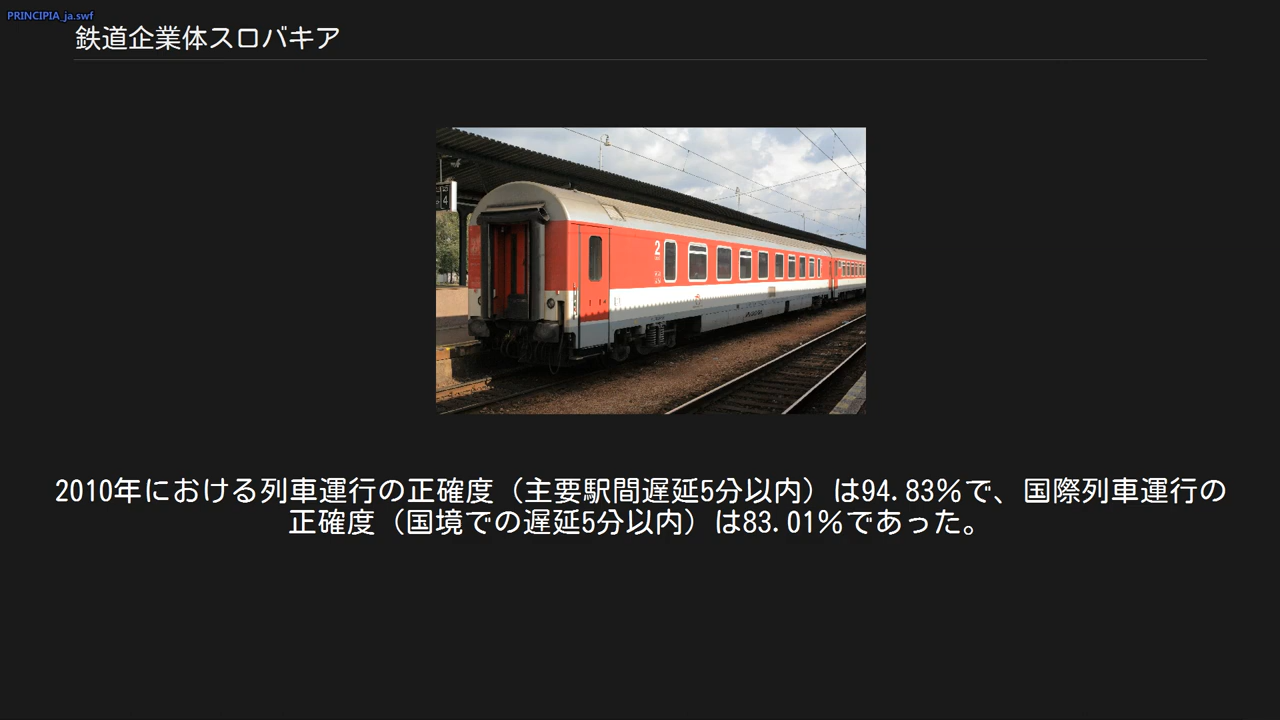 PRINCIPIA_ja.swf
鉄道企業体スロバキア
4
2
2010年における列車運行の正確度（主要駅間遅延5分以内）は94.83%で、国際列車運行の
正確度（国境での遅延5分以内）は83.01%であった。